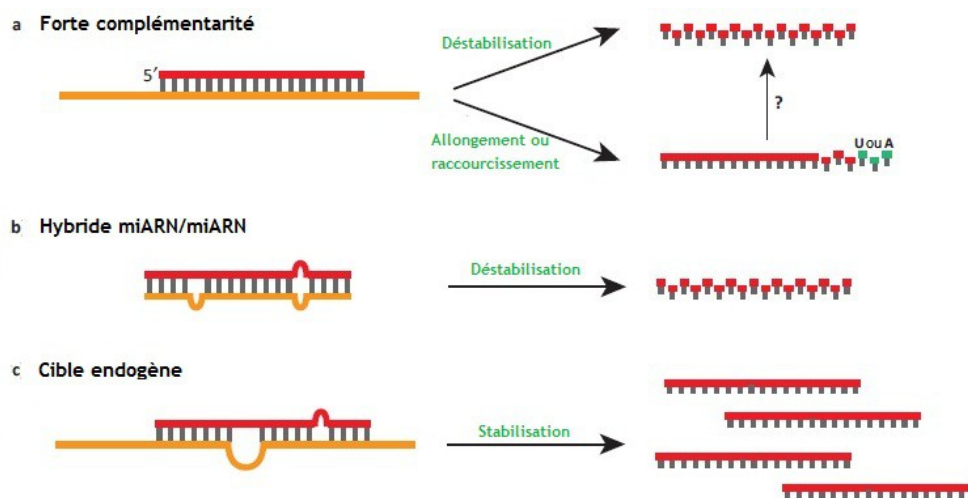 a Forte complémentarité
Déstabilisation
5′
?
Allongement ou
raccourcissement
U ou A
b Hybride miARN/miARN
Déstabilisation
c Cible endogène
Stabilisation